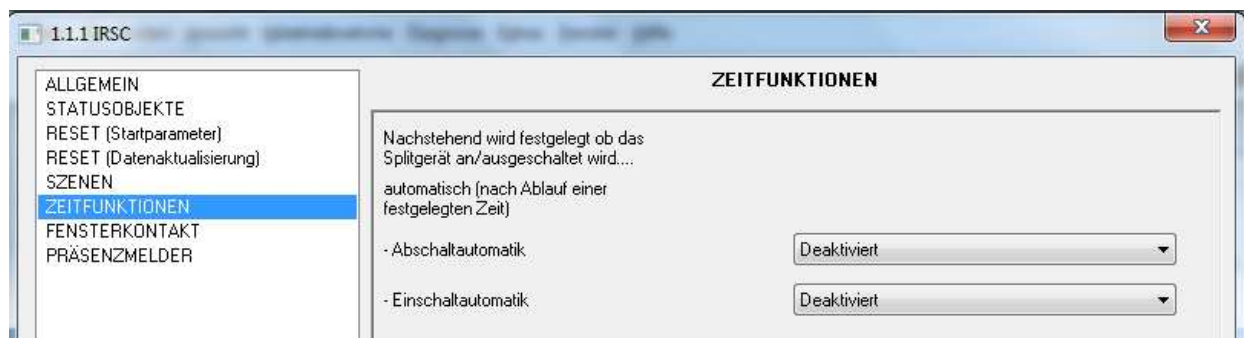 1.1.1 IRSC
ALLGEMEIN
STATUSOBJEKTE
RESET (Startparameter)
RESET (Datenaktualisierung)
SZENEN
ZEITFUNKTIONEN
FENSTERKONTAKT
PRÄSENZMELDER
ZEITFUNKTIONEN
Nachstehend wird festgelegt ob das
Splitgerät an/ausgeschaltet wird....
automatisch (nach Ablauf einer
festgelegten Zeit)
- Abschaltautomatik
Deaktiviert
- Einschaltautomatik
Deaktiviert